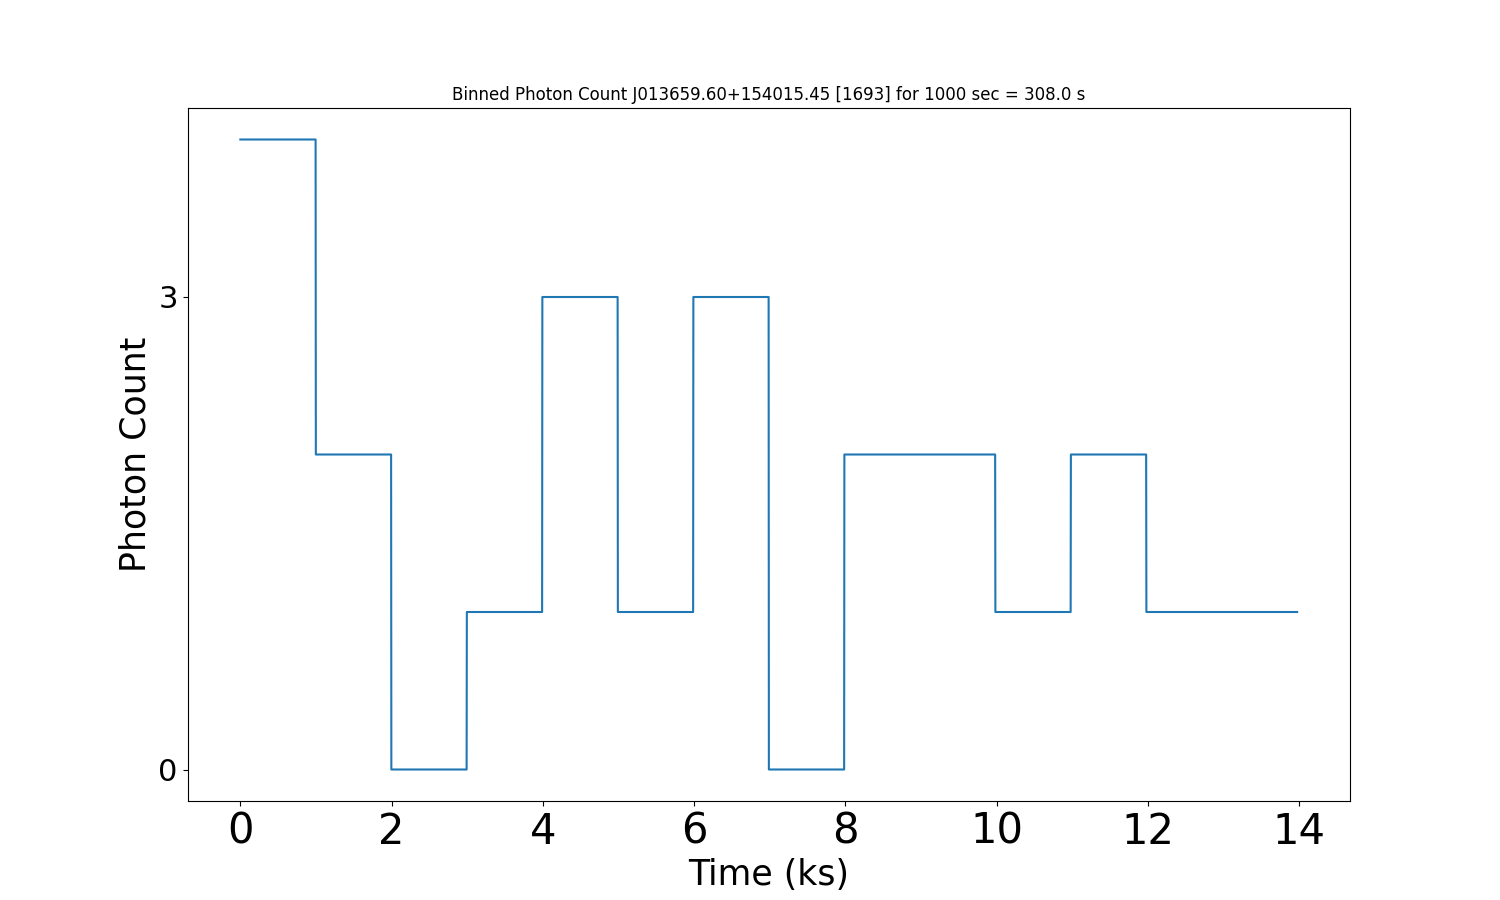 Binned Photon Count J013659.60+154015.45 [1693] for 1000 sec = 308.0 s
3
Photon Count
0
0 2 4 6 8 10 12 14
Time (ks)